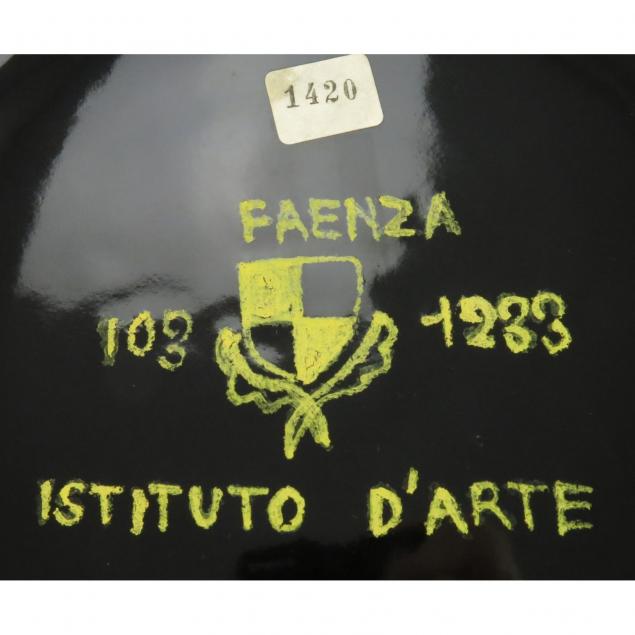 1420
FAENZA
103 1233
ISTITUTO D'ARTE